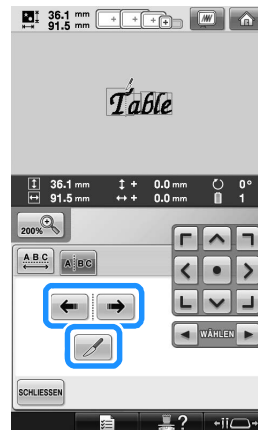 36.1 mm
91.5 mm
Table
36.1 mm + 0.0 mm 0°
91.5 mm + 0.0 mm 1
200%
ABC A BC
WÄHLEN
SCHLIESSEN
?